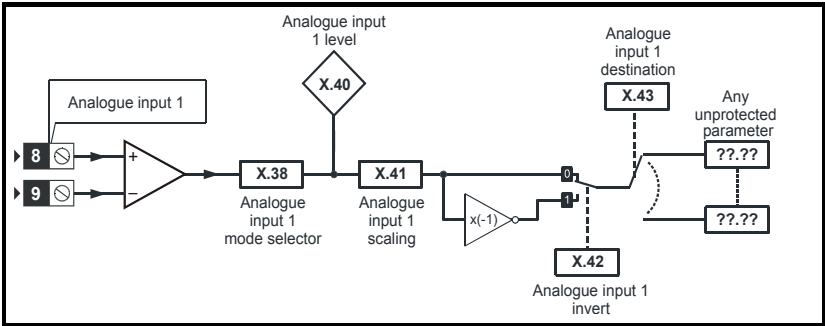 Analogue input
1 level
X.40
Analogue
input 1
destination
X.43
Any
unprotected
parameter
Analogue input 1
8
+
9
−
X.38
Analogue
input 1
mode selector
X.41
Analogue
input 1
scaling
x(-1)
0
1
??.??
??.??
X.42
Analogue input 1
invert